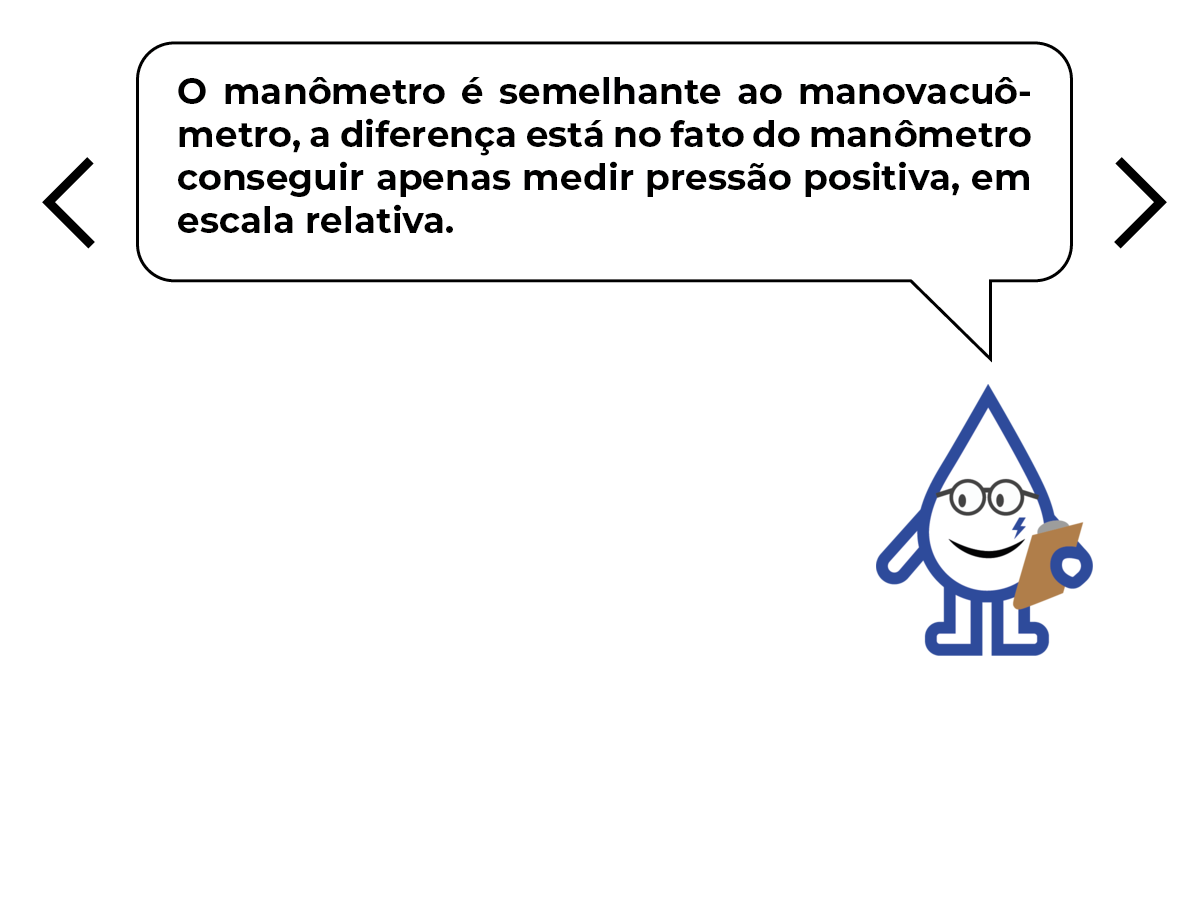 O manômetro é semelhante ao manovacuô-
metro, a diferença está no fato do manômetro
conseguir apenas medir pressão positiva, em
escala relativa.